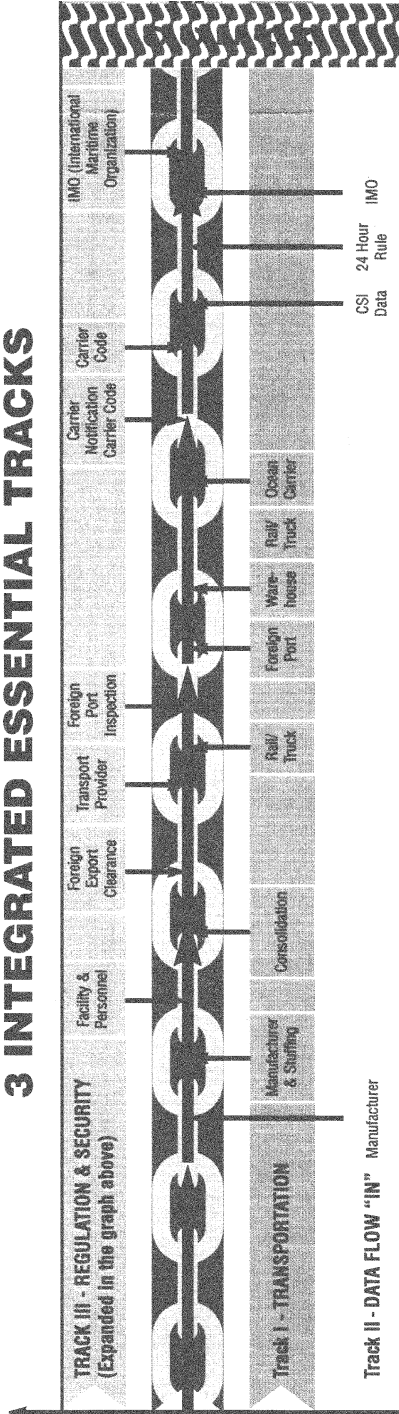 3 INTEGRATED ESSENTIAL TRACKS
TRACK III - REGULATION & SECURITY
(Expanded in the graph above)
Facility &
Personnel
Foreign
Export
Clearance
Transport
Provider
Foreign
Port
Inspection
Carrier
Notification
Carrier Code
Carrier
Code
IMO (International
Maritime
Organization)
Track I - TRANSPORTATION
Manufacturer
& Stuffing
Consolidation
Rail/
Truck
Foreign
Port
Ware-
house
Rail/
Truck
Ocean
Carrier
Track II - DATA FLOW "IN"
Manufacturer
CSI
Data
24 Hour
Rule
IMO